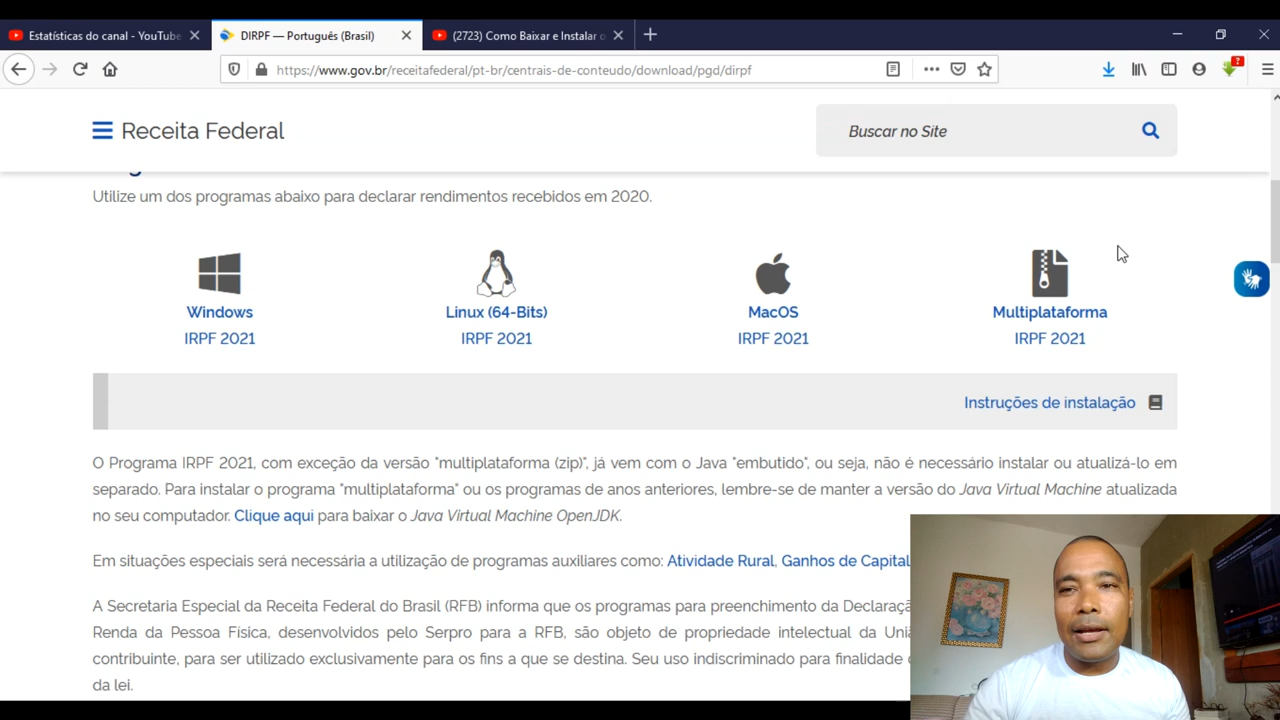 Estatísticas do canal - YouTube
DIRPF — Português (Brasil)
(2723) Como Baixar e Instalar o
https://www.gov.br/receitafederal/pt-br/centrais-de-conteudo/download/pgd/dirpf
Receita Federal
Buscar no Site
Utilize um dos programas abaixo para declarar rendimentos recebidos em 2020.
Windows
IRPF 2021
Linux (64-Bits)
IRPF 2021
MacOS
IRPF 2021
Multiplataforma
IRPF 2021
Instruções de instalação
O Programa IRPF 2021, com exceção da versão "multiplataforma (zip)", já vem com o Java "embutido", ou seja, não é necessário instalar ou atualizá-lo em
separado. Para instalar o programa "multiplataforma" ou os programas de anos anteriores, lembre-se de manter a versão do Java Virtual Machine atualizada
no seu computador. Clique aqui para baixar o Java Virtual Machine OpenJDK.
Em situações especiais será necessária a utilização de programas auxiliares como: Atividade Rural, Ganhos de Capital
A Secretaria Especial da Receita Federal do Brasil (RFB) informa que os programas para preenchimento da Declaração
Renda da Pessoa Física, desenvolvidos pelo Serpro para a RFB, são objeto de propriedade intelectual da
contribuinte, para ser utilizado exclusivamente para os fins a que se destina. Seu uso indiscriminado para finalidade
da lei.